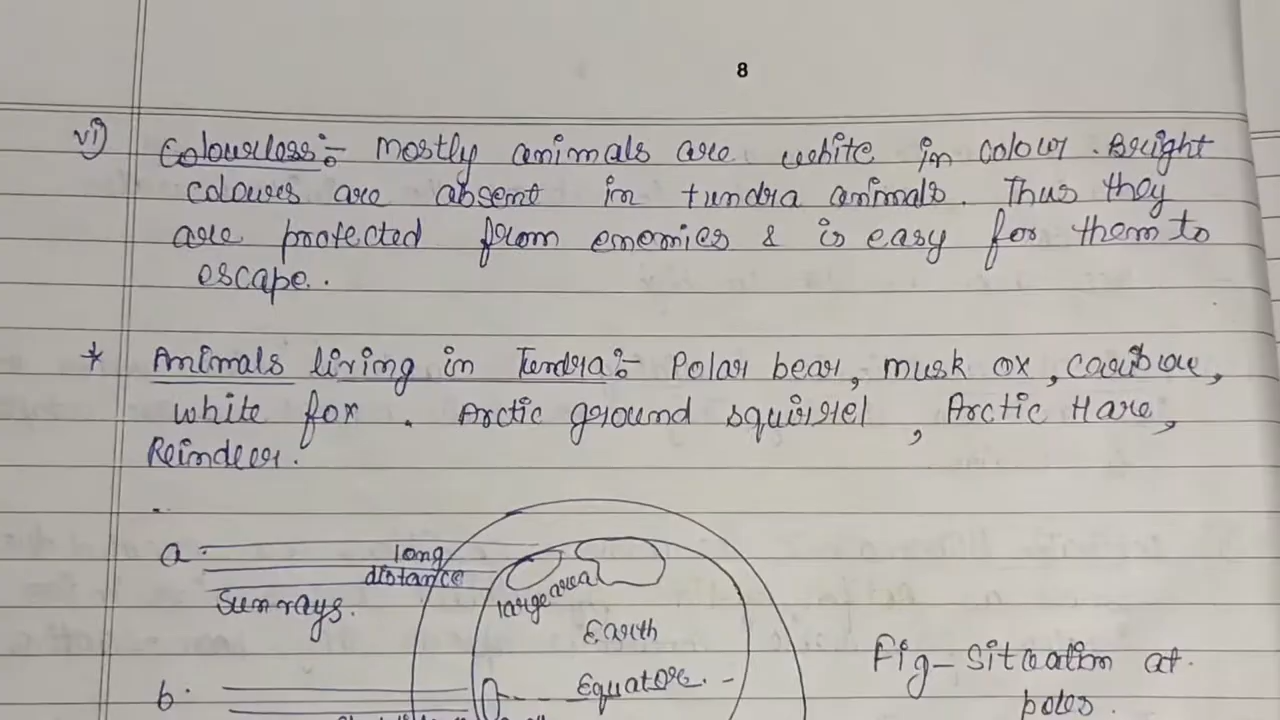 8
vi) Colourless:- Mostly animals are white in colour. Bright
colours are absent in tundra animals. Thus they
are protected from enemies & is easy for them to
escape.
* Animals living in Tundra:- Polar bear, musk ox, caribou,
white fox. Arctic ground squirrel, Arctic Hare,
Reindeer.
a. long
distance
large area
Sunrays.
Earth
Fig- Situation at
Equator. -
b.
poles.